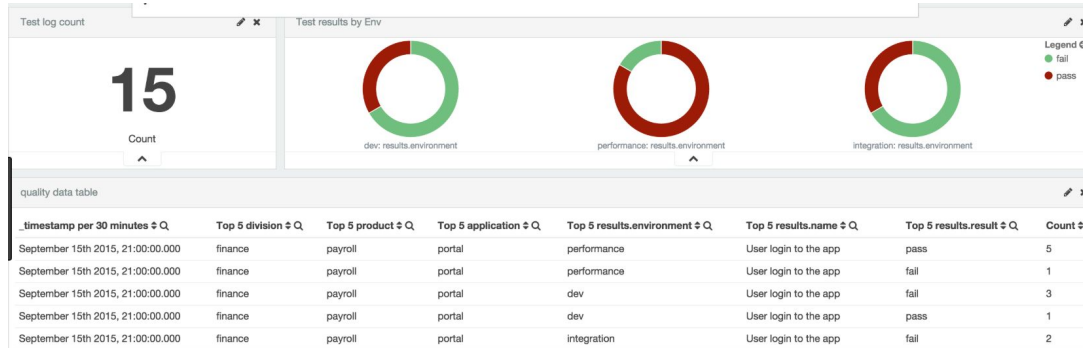 Test log count
Test results by Env
Legend
fail
pass
15
Count
dev: results.environment
performance: results.environment
integration: results.environment
quality data table
_timestamp per 30 minutes Top 5 division Top 5 product Top 5 application Top 5 results.environment Top 5 results.name Top 5 results.result Count
September 15th 2015, 21:00:00.000 finance payroll portal performance User login to the app pass 5
September 15th 2015, 21:00:00.000 finance payroll portal performance User login to the app fail 1
September 15th 2015, 21:00:00.000 finance payroll portal dev User login to the app fail 3
September 15th 2015, 21:00:00.000 finance payroll portal dev User login to the app pass 1
September 15th 2015, 21:00:00.000 finance payroll portal integration User login to the app fail 2